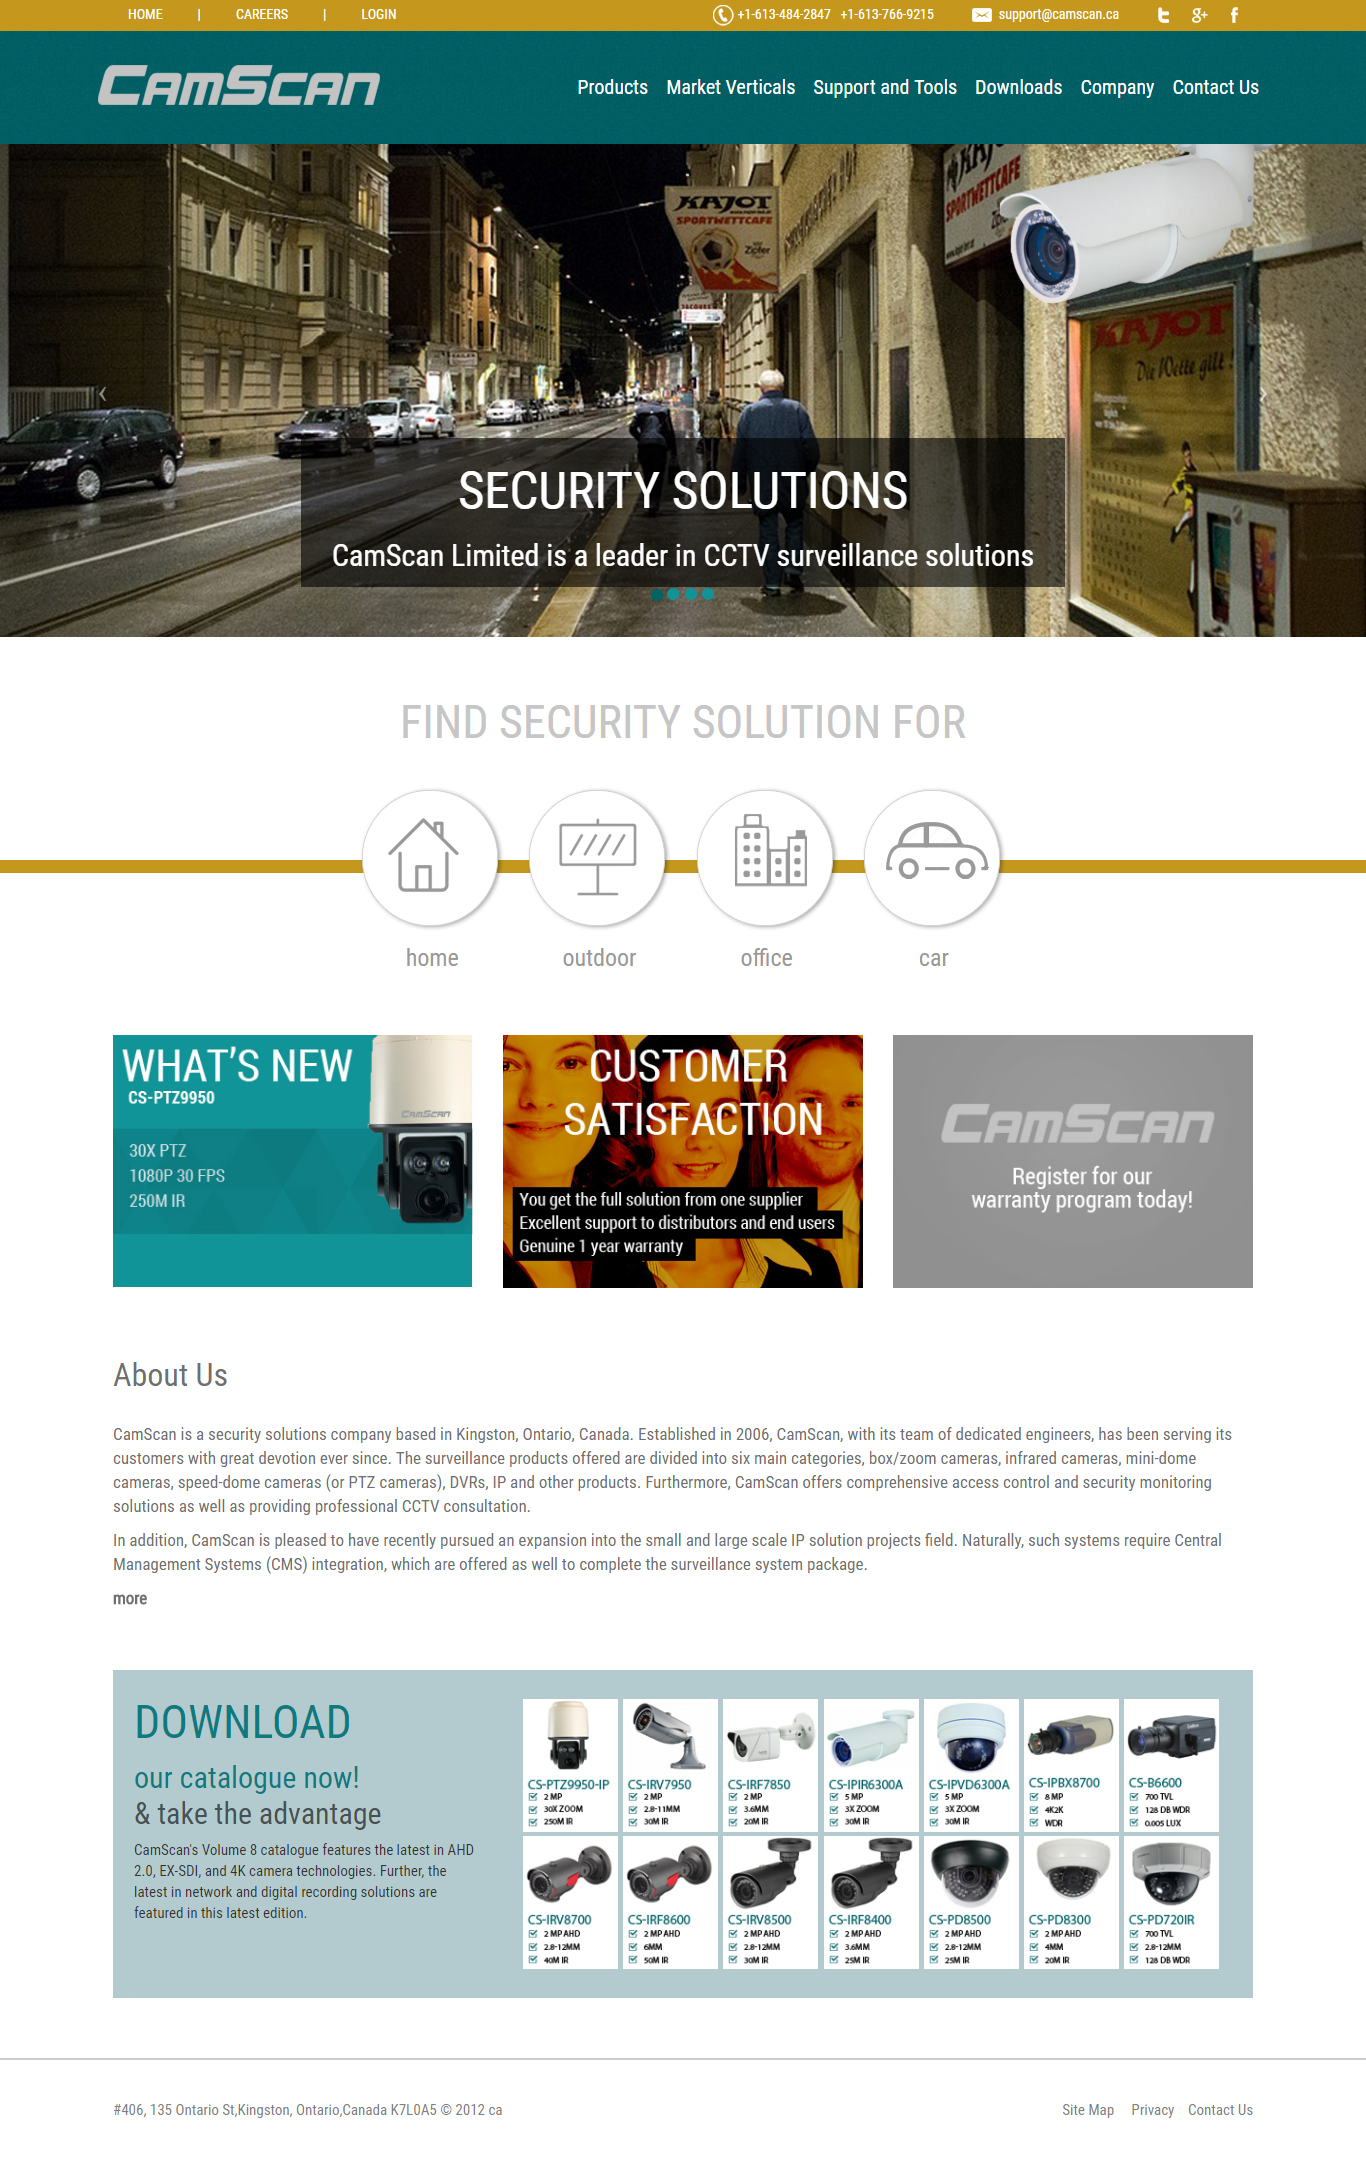 HOME | CAREERS | LOGIN
+1-613-484-2847 +1-613-766-9215
support@camscan.ca
CamScan
Products Market Verticals Support and Tools Downloads Company Contact Us
KAJOT
SPORTWETTCAFE
Zipfer
KAJOT
SPORTWETTCAFE
KAJOT
Die Wette gilt !
SECURITY SOLUTIONS
CamScan Limited is a leader in CCTV surveillance solutions
FIND SECURITY SOLUTION FOR
home outdoor office car
WHAT'S NEW
CS-PTZ9950
30X PTZ
1080P 30 FPS
250M IR
CamScan
CUSTOMER
SATISFACTION
You get the full solution from one supplier
Excellent support to distributors and end users
Genuine 1 year warranty
CamScan
Register for our
warranty program today!
About Us
CamScan is a security solutions company based in Kingston, Ontario, Canada. Established in 2006, CamScan, with its team of dedicated engineers, has been serving its
customers with great devotion ever since. The surveillance products offered are divided into six main categories, box/zoom cameras, infrared cameras, mini-dome
cameras, speed-dome cameras (or PTZ cameras), DVRs, IP and other products. Furthermore, CamScan offers comprehensive access control and security monitoring
solutions as well as providing professional CCTV consultation.
In addition, CamScan is pleased to have recently pursued an expansion into the small and large scale IP solution projects field. Naturally, such systems require Central
Management Systems (CMS) integration, which are offered as well to complete the surveillance system package.
more
DOWNLOAD
our catalogue now!
& take the advantage
CamScan's Volume 8 catalogue features the latest in AHD
2.0, EX-SDI, and 4K camera technologies. Further, the
latest in network and digital recording solutions are
featured in this latest edition.
CS-PTZ9950-IP CS-IRV7950 CS-IRF7850 CS-IPIR6300A CS-IPVD6300A CS-IPBX8700 CS-B6600
2 MP 2 MP 2 MP 5 MP 5 MP 8 MP 700 TVL
30X ZOOM 2.8-11MM 3.6MM 3X ZOOM 3X ZOOM 4K2K 128 DB WDR
250M IR 30M IR 20M IR 30M IR 30M IR WDR 0.005 LUX
CS-IRV8700 CS-IRF8600 CS-IRV8500 CS-IRF8400 CS-PD8500 CS-PD8300 CS-PD720IR
2 MP AHD 2 MP AHD 2 MP AHD 2 MP AHD 2 MP AHD 2 MP AHD 700 TVL
2.8-12MM 6MM 2.8-12MM 3.6MM 2.8-12MM 4MM 2.8-12MM
40M IR 50M IR 30M IR 25M IR 25M IR 20M IR 128 DB WDR
#406, 135 Ontario St,Kingston, Ontario,Canada K7L0A5 © 2012 ca
Site Map Privacy Contact Us